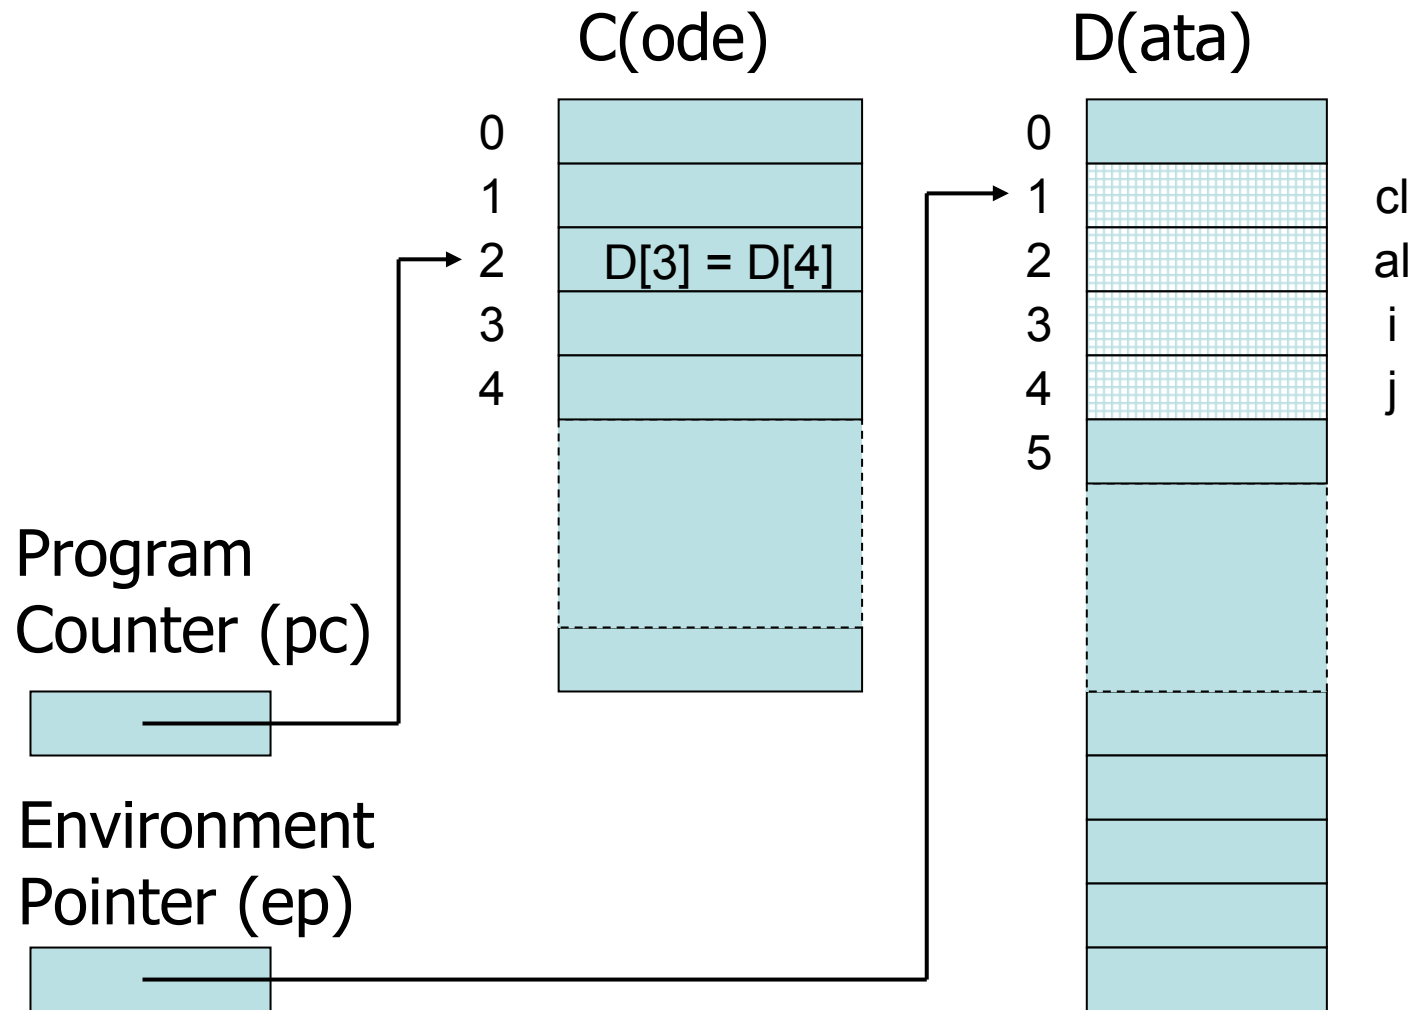 C(ode)
D(ata)
0
1
2
D[3] = D[4]
3
4
0
1
cl
2
al
3
i
4
j
5
Program
Counter (pc)
Environment
Pointer (ep)